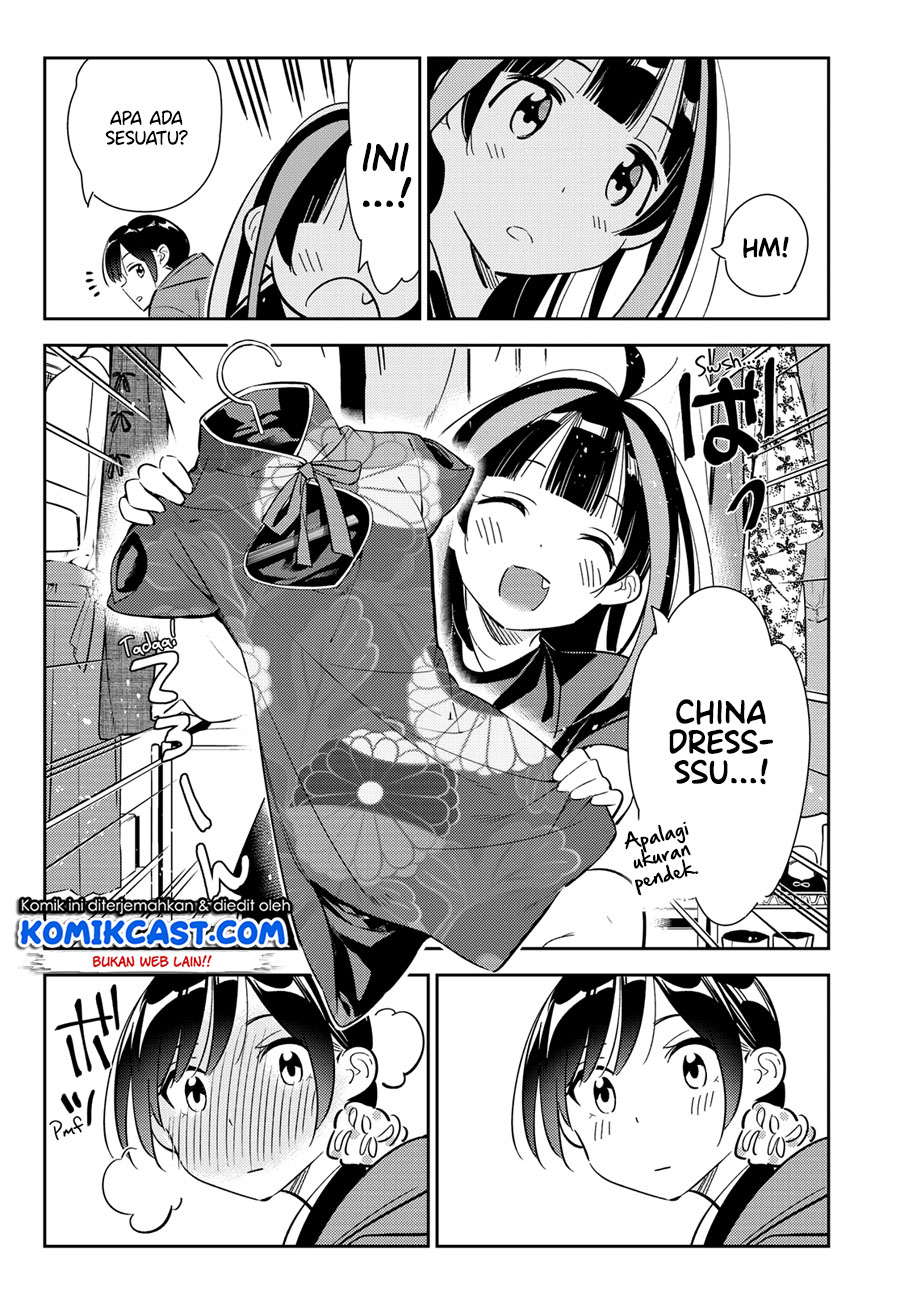 HM!
INI
...!
APA ADA
SESUATU?
Swsh...
ばっ
CHINA
DRESS-
SSU...!
Apalagi
ukuran
pendek.
Tadaa!
てろーん
Komik ini diterjemahkan & diedit oleh
KOMIKCAST.COM
BUKAN WEB LAIN!!
ボッ
Pmf